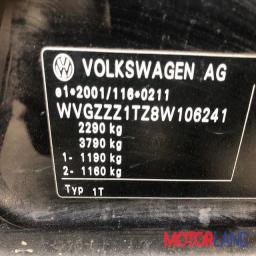 VOLKSWAGEN AG
e1*2001/116*0211
WVGZZZ1TZ8W106241
2290 kg
3790 kg
1- 1190 kg
2- 1160 kg
Typ 1T
MOTORLAND